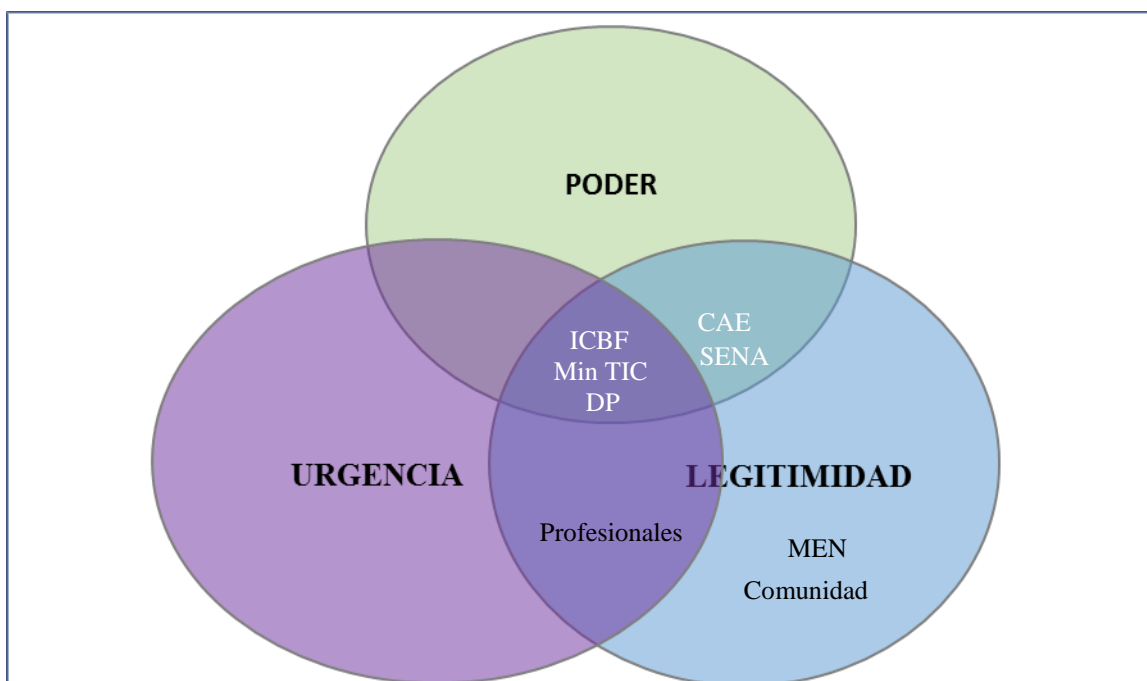 PODER
CAE
SENA
ICBF
Min TIC
DP
URGENCIA
LEGITIMIDAD
Profesionales
MEN
Comunidad